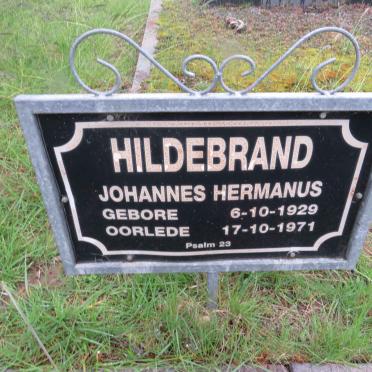 HILDEBRAND
JOHANNES HERMANUS
GEBORE 6-10-1929
OORLEDE 17-10-1971
Psalm 23